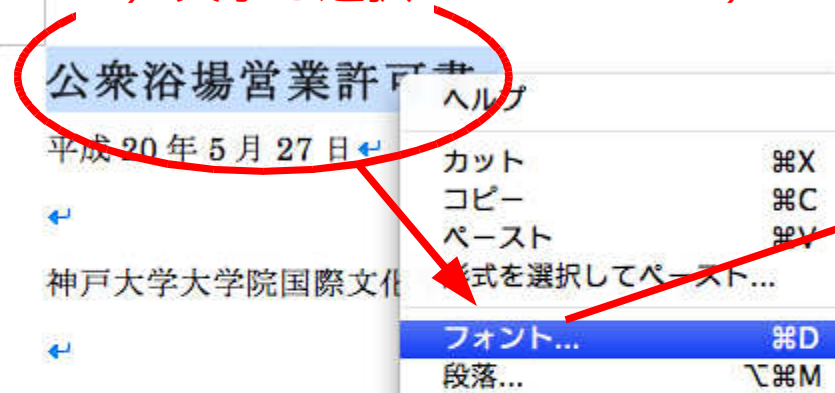 公衆浴場営業許可書
平成 20 年 5 月 27 日
神戸大学大学院国際文化
ヘルプ
カット ⌘X
コピー ⌘C
ペースト ⌘V
形式を選択してペースト...
フォント... ⌘D
段落... ⌥⌘M